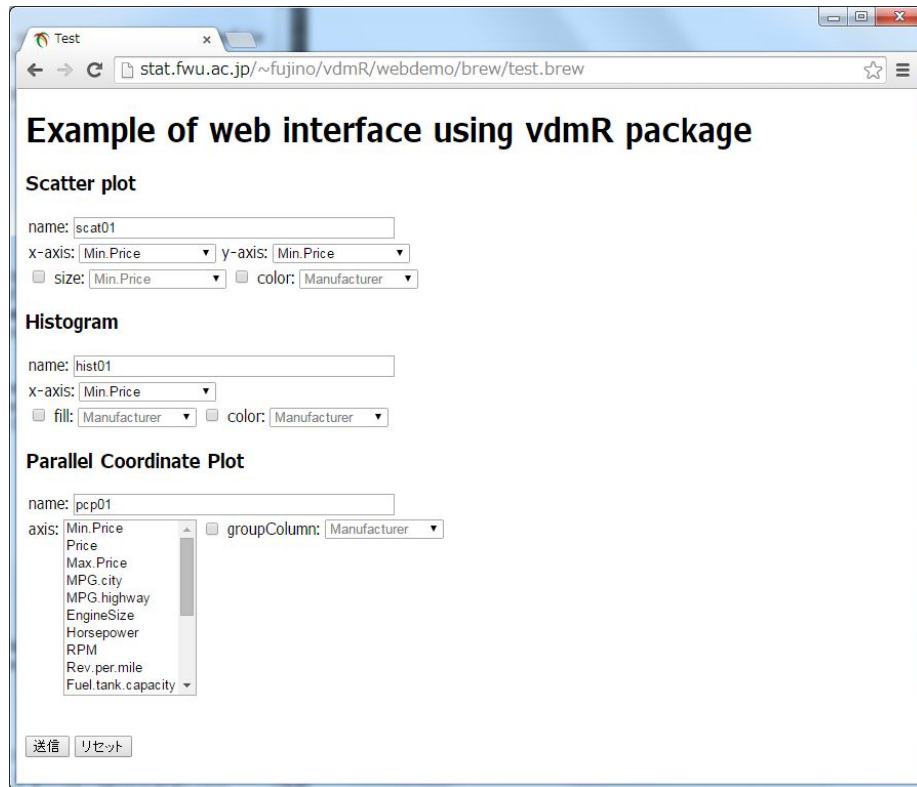 Test
stat.fwu.ac.jp/~fujino/vdmR/webdemo/brew/test.brew
Example of web interface using vdmR package
Scatter plot
name: scat01
x-axis: Min.Price y-axis: Min.Price
size: Min.Price color: Manufacturer
Histogram
name: hist01
x-axis: Min.Price
fill: Manufacturer color: Manufacturer
Parallel Coordinate Plot
name: pcp01
axis: Min.Price groupColumn: Manufacturer
Price
Max.Price
MPG.city
MPG.highway
EngineSize
Horsepower
RPM
Rev.per.mile
Fuel.tank.capacity
送信 リセット